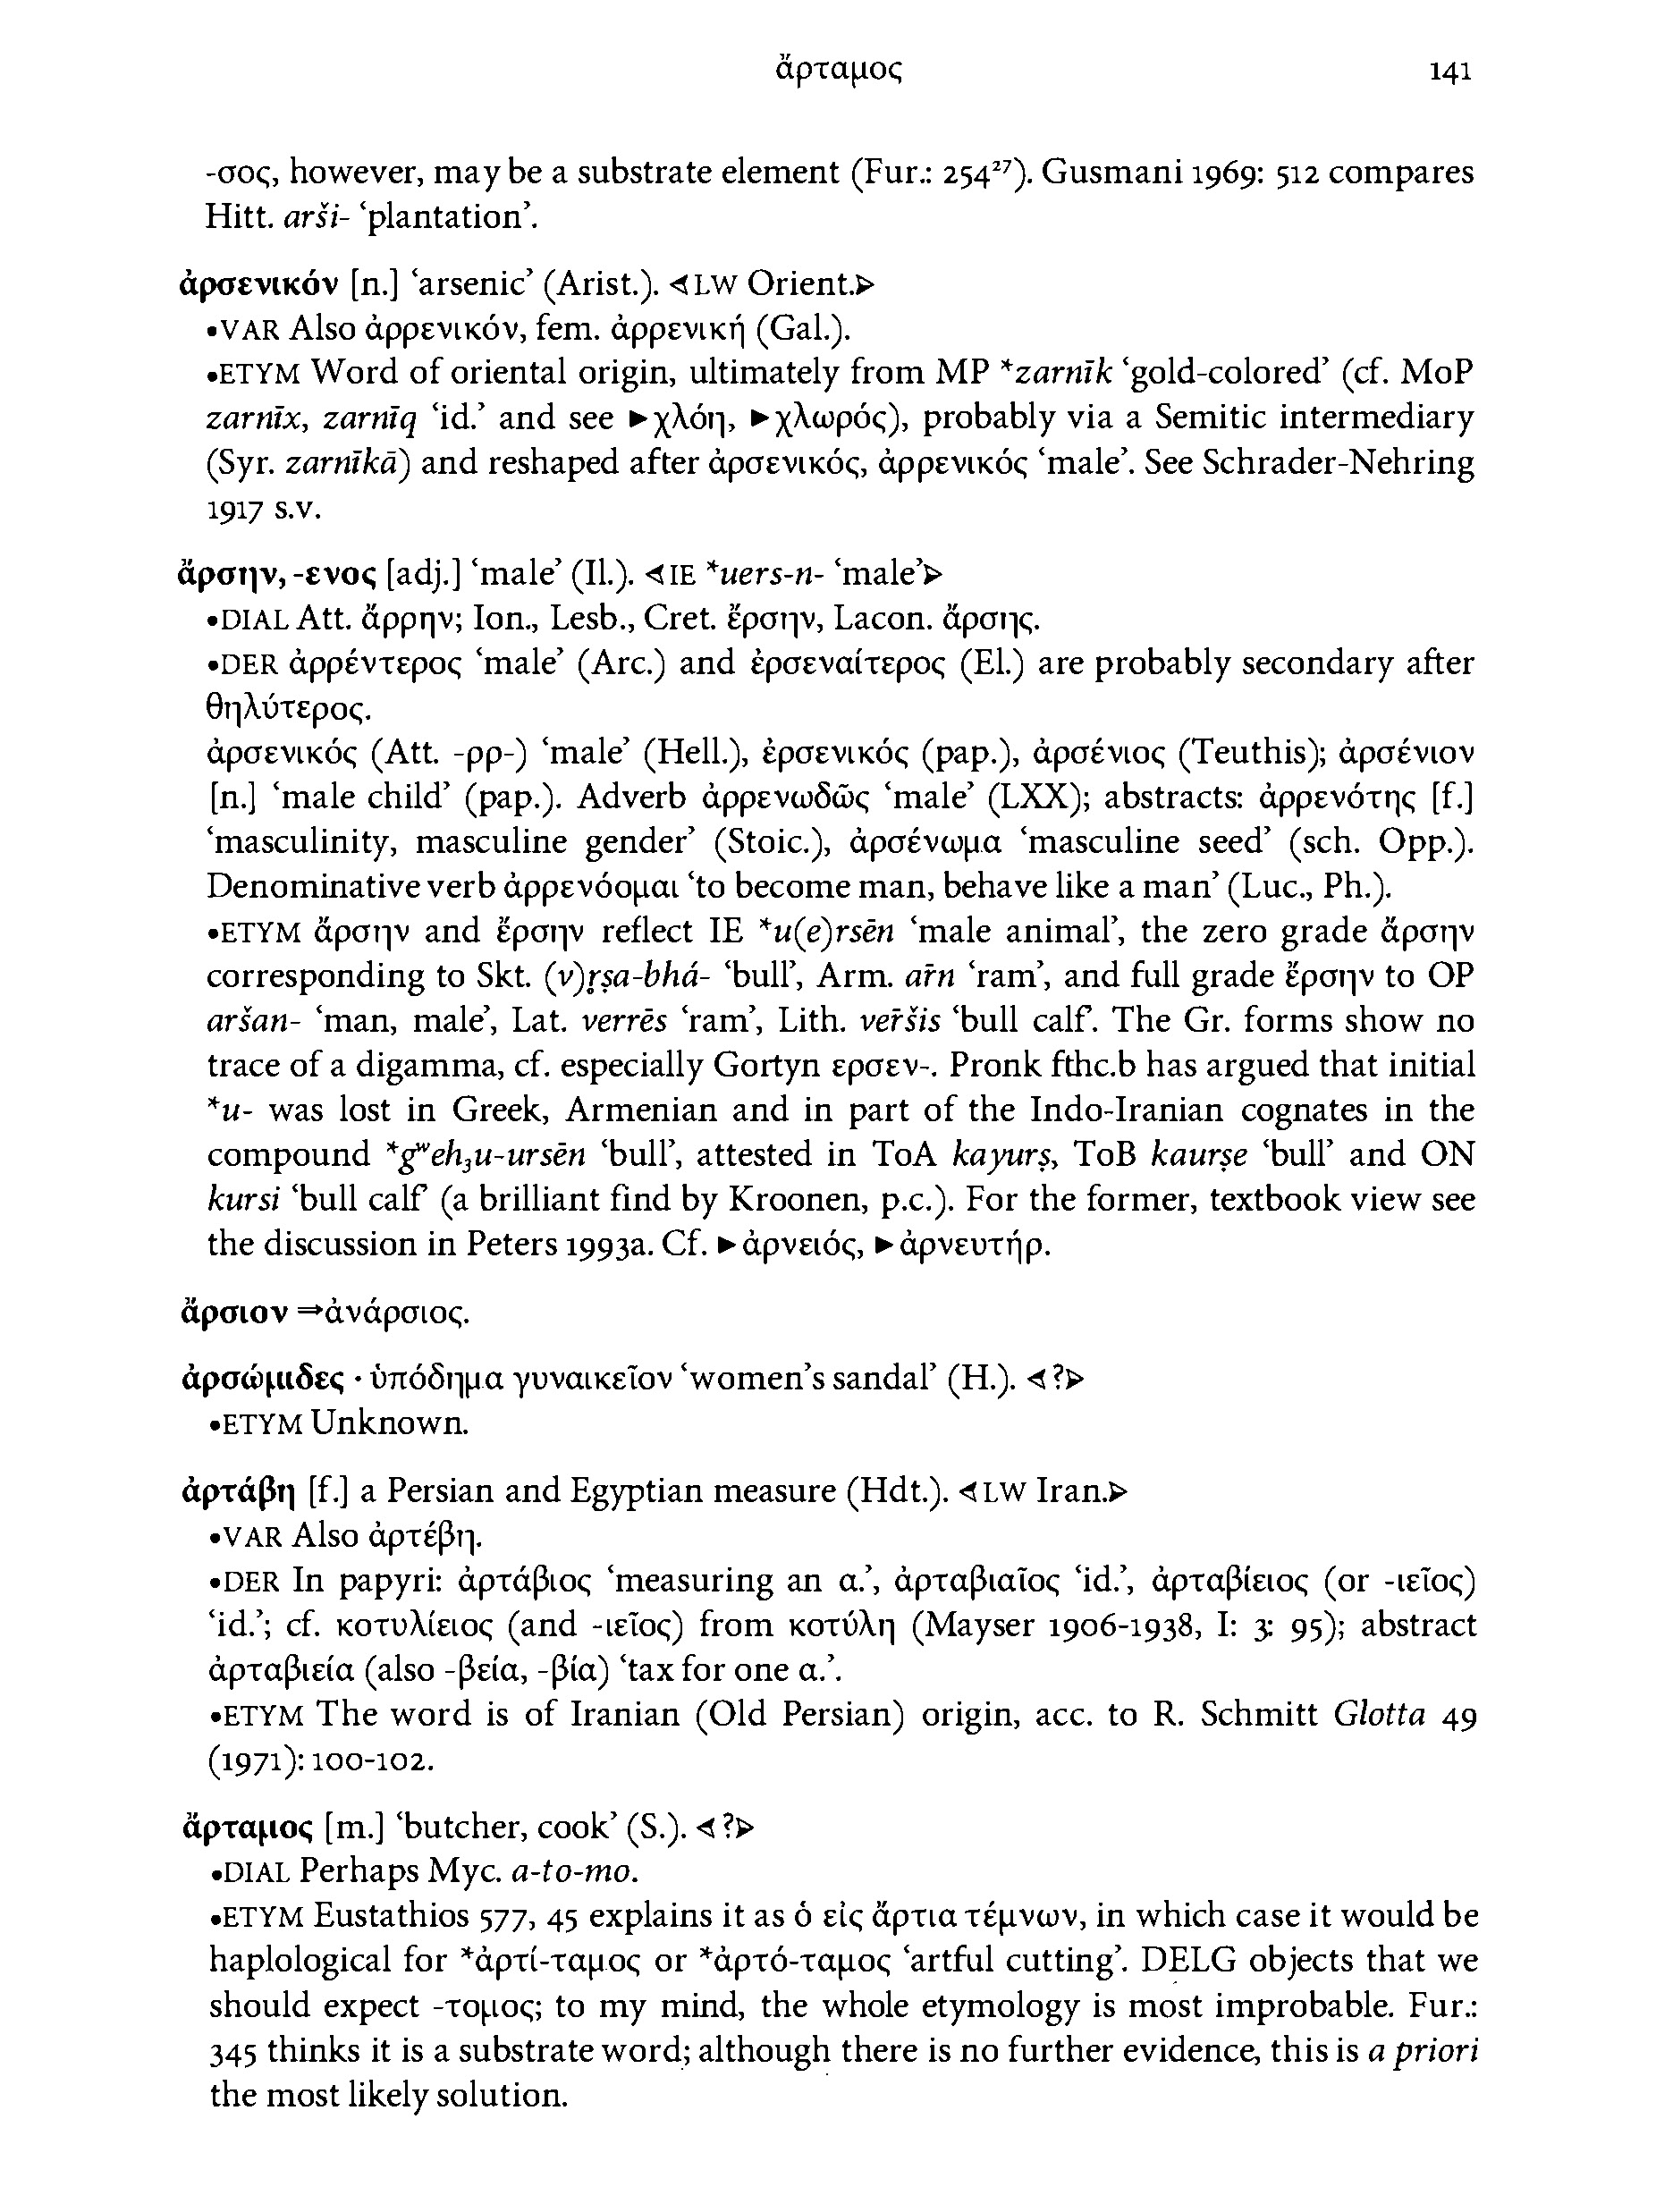 ἄρταμος 141
-σος, however, may be a substrate element (Fur.: 254²⁷). Gusmani 1969: 512 compares
Hitt. arši- ‘plantation’.
ἀρσενικόν [n.] ‘arsenic’ (Arist.). ⊲LW Orient.⊳
•VAR Also ἀρρενικόν, fem. ἀρρενική (Gal.).
•ETYM Word of oriental origin, ultimately from MP *zarnīk ‘gold-colored’ (cf. MoP
zarnīx, zarnīq ‘id.’ and see ►χλόη, ►χλωρός), probably via a Semitic intermediary
(Syr. zarnīkā) and reshaped after ἀρσενικός, ἀρρενικός ‘male’. See Schrader-Nehring
1917 s.v.
ἄρσην, -ενος [adj.] ‘male’ (Il.). ⊲IE *uers-n- ‘male’⊳
•DIAL Att. ἄρρην; Ion., Lesb., Cret. ἔρσην, Lacon. ἄρσης.
•DER ἀρρέντερος ‘male’ (Arc.) and ἐρσεναίτερος (El.) are probably secondary after
θηλύτερος.
ἀρσενικός (Att. -ρρ-) ‘male’ (Hell.), ἐρσενικός (pap.), ἀρσένιος (Teuthis); ἀρσένιον
[n.] ‘male child’ (pap.). Adverb ἀρρενωδῶς ‘male’ (LXX); abstracts: ἀρρενότης [f.]
‘masculinity, masculine gender’ (Stoic.), ἀρσένωμα ‘masculine seed’ (sch. Opp.).
Denominative verb ἀρρενόομαι ‘to become man, behave like a man’ (Luc., Ph.).
•ETYM ἄρσην and ἔρσην reflect IE *u(e)rsēn ‘male animal’, the zero grade ἄρσην
corresponding to Skt. (v)r̥ṣa-bhá- ‘bull’, Arm. aṙn ‘ram’, and full grade ἔρσην to OP
aršan- ‘man, male’, Lat. verrēs ‘ram’, Lith. ver̃šis ‘bull calf’. The Gr. forms show no
trace of a digamma, cf. especially Gortyn ερσεν-. Pronk fthc.b has argued that initial
*u- was lost in Greek, Armenian and in part of the Indo-Iranian cognates in the
compound *gʷeh₃u-ursēn ‘bull’, attested in ToA kayurṣ, ToB kaurṣe ‘bull’ and ON
kursi ‘bull calf’ (a brilliant find by Kroonen, p.c.). For the former, textbook view see
the discussion in Peters 1993a. Cf. ►ἀρνειός, ►ἀρνευτήρ.
ἄρσιον ⇒ἀνάρσιος.
ἀρσώμιδες · ὑπόδημα γυναικεῖον ‘women’s sandal’ (H.). ⊲?⊳
•ETYM Unknown.
ἀρτάβη [f.] a Persian and Egyptian measure (Hdt.). ⊲LW Iran.⊳
•VAR Also ἀρτέβη.
•DER In papyri: ἀρτάβιος ‘measuring an α.’, ἀρταβιαῖος ‘id.’, ἀρταβίειος (or -ιεῖος)
‘id.’; cf. κοτυλίειος (and -ιεῖος) from κοτύλη (Mayser 1906-1938, I: 3: 95); abstract
ἀρταβιεία (also -βεία, -βία) ‘tax for one α.’.
•ETYM The word is of Iranian (Old Persian) origin, acc. to R. Schmitt Glotta 49
(1971): 100-102.
ἄρταμος [m.] ‘butcher, cook’ (S.). ⊲?⊳
•DIAL Perhaps Myc. a-to-mo.
•ETYM Eustathios 577, 45 explains it as ὁ εἰς ἄρτια τέμνων, in which case it would be
haplological for *ἀρτί-ταμος or *ἀρτό-ταμος ‘artful cutting’. DELG objects that we
should expect -τομος; to my mind, the whole etymology is most improbable. Fur.:
345 thinks it is a substrate word; although there is no further evidence, this is a priori
the most likely solution.